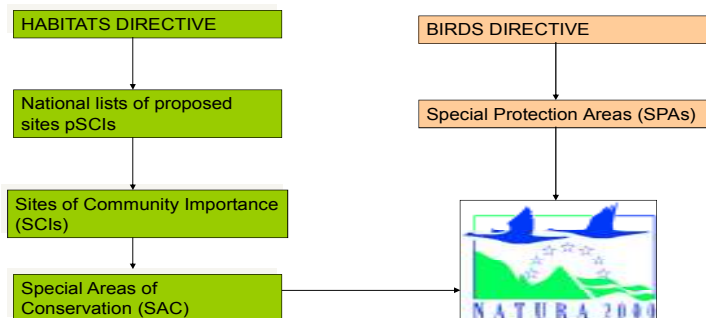 HABITATS DIRECTIVE
National lists of proposed
sites pSCIs
Sites of Community Importance
(SCIs)
Special Areas of
Conservation (SAC)
BIRDS DIRECTIVE
Special Protection Areas (SPAs)
NATURA 2000